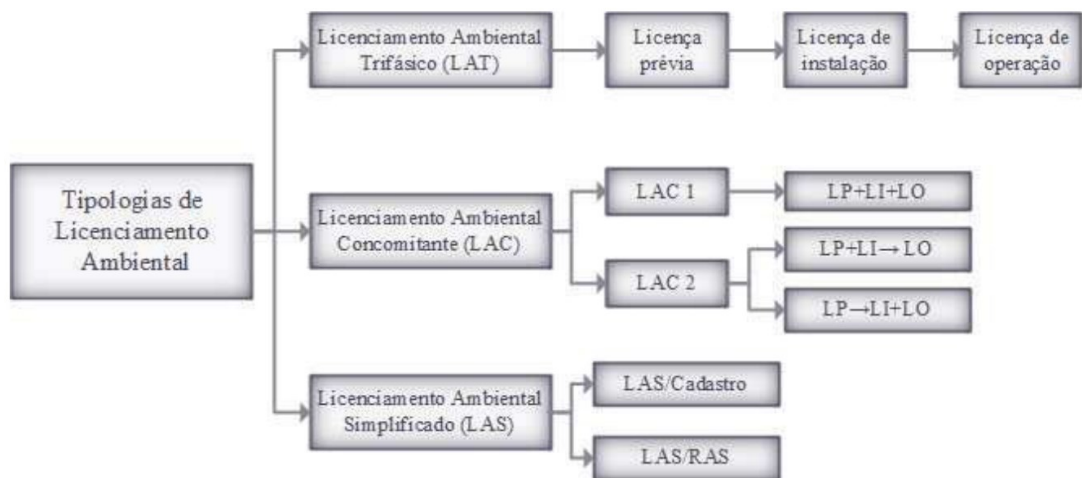 Tipologias de
Licenciamento
Ambiental
Licenciamento Ambiental
Trifásico (LAT)
Licença
prévia
Licença de
instalação
Licença de
operação
Licenciamento Ambiental
Concomitante (LAC)
LAC 1
LP+LI+LO
LAC 2
LP+LI→ LO
LP→LI+LO
Licenciamento Ambiental
Simplificado (LAS)
LAS/Cadastro
LAS/RAS